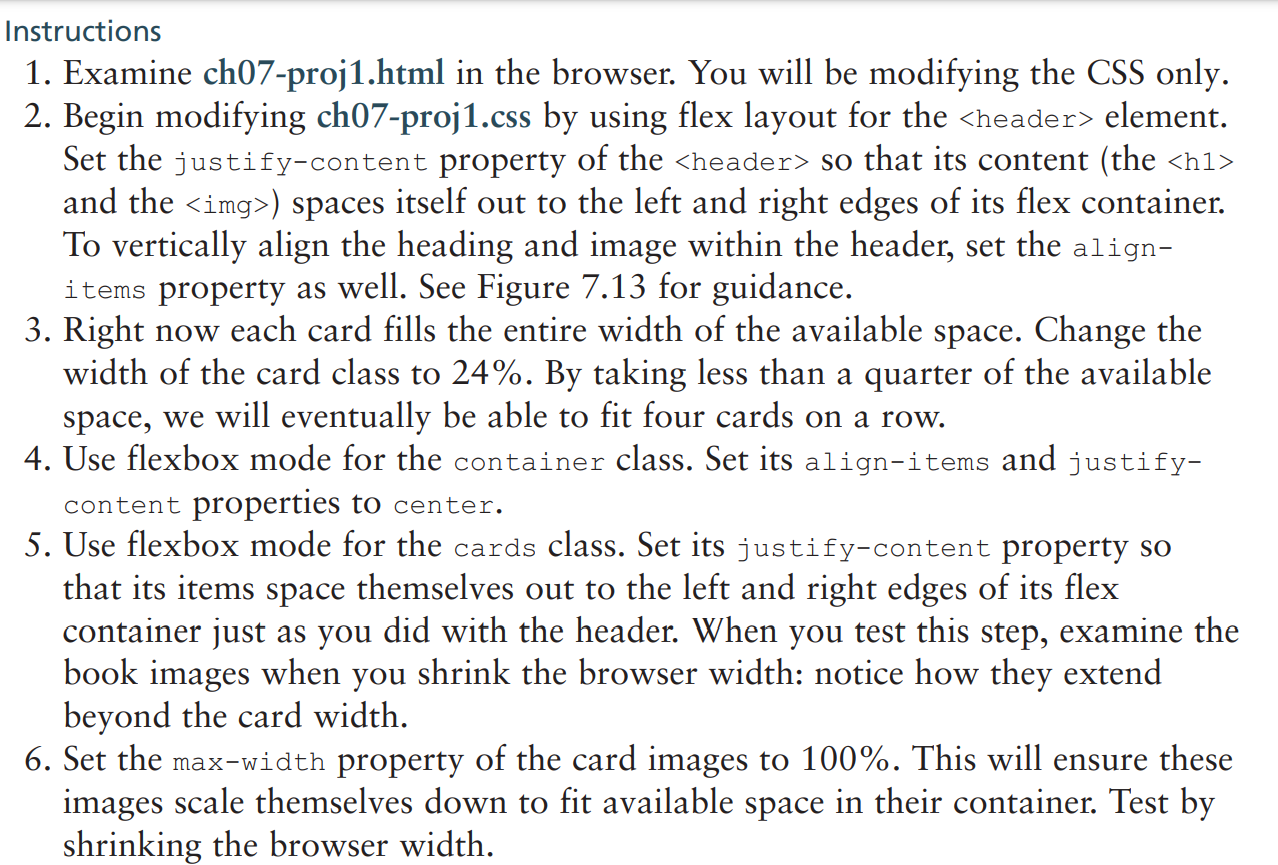 Instructions
1. Examine ch07-proj1.html in the browser. You will be modifying the CSS only.
2. Begin modifying ch07-proj1.css by using flex layout for the <header> element.
Set the justify-content property of the <header> so that its content (the <h1>
and the <img>) spaces itself out to the left and right edges of its flex container.
To vertically align the heading and image within the header, set the align-
items property as well. See Figure 7.13 for guidance.
3. Right now each card fills the entire width of the available space. Change the
width of the card class to 24%. By taking less than a quarter of the available
space, we will eventually be able to fit four cards on a row.
4. Use flexbox mode for the container class. Set its align-items and justify-
content properties to center.
5. Use flexbox mode for the cards class. Set its justify-content property so
that its items space themselves out to the left and right edges of its flex
container just as you did with the header. When you test this step, examine the
book images when you shrink the browser width: notice how they extend
beyond the card width.
6. Set the max-width property of the card images to 100%. This will ensure these
images scale themselves down to fit available space in their container. Test by
shrinking the browser width.